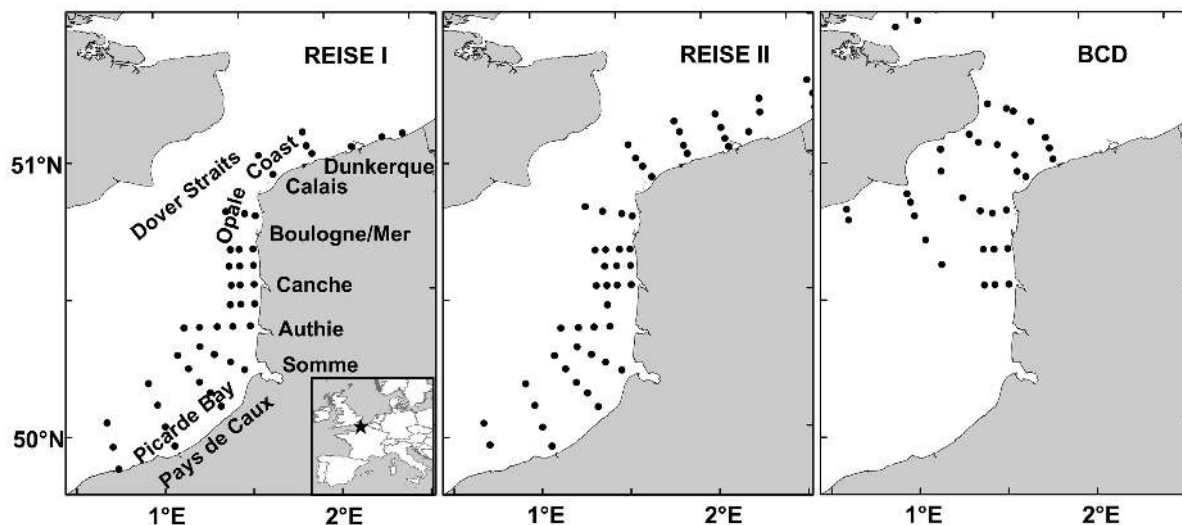 REISE I
REISE II
BCD
51°N
50°N
Dover Straits
Opale Coast
Dunkerque
Calais
Boulogne/Mer
Canche
Authie
Somme
Picarde Bay
Pays de Caux
1°E
2°E
1°E
2°E
1°E
2°E